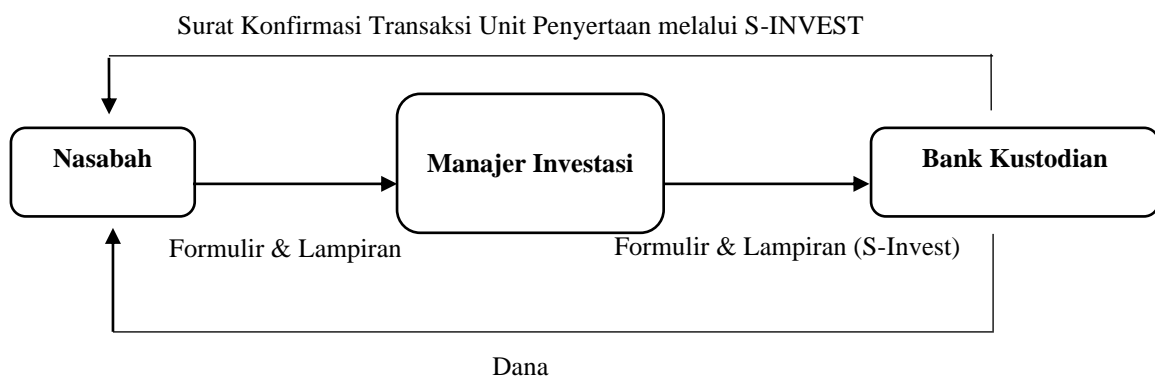 Surat Konfirmasi Transaksi Unit Penyertaan melalui S-INVEST
Nasabah
Manajer Investasi
Bank Kustodian
Formulir & Lampiran
Formulir & Lampiran (S-Invest)
Dana